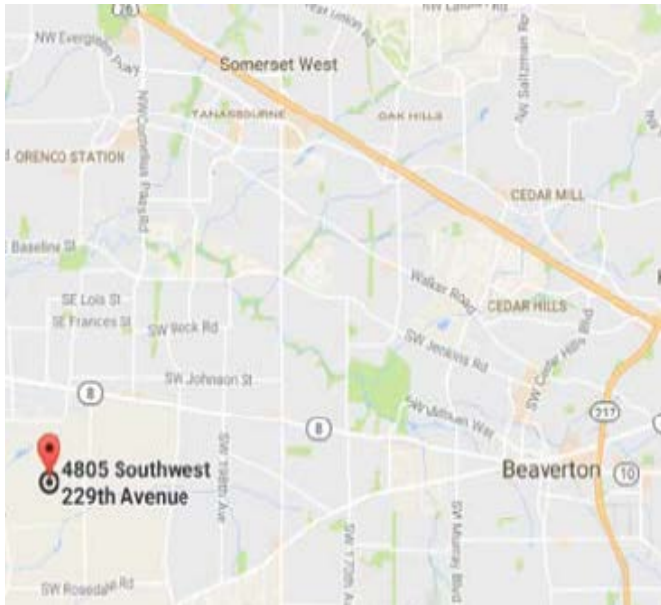 26
NW Evergreen Pkwy
Somerset West
NW Saltzman Rd
TANASBOURNE
OAK HILLS
NW Cornelius Pass Rd
ORENCO STATION
CEDAR MILL
E Baseline St
Walker Road
SE Lois St
SE Frances St
CEDAR HILLS
SW Rock Rd
SW Jenkins Rd
SW Cedar Hills Blvd
SW Johnson St
8
8
217
SW Millikan Way
4805 Southwest
229th Avenue
SW 198th Ave
Beaverton
10
SW 170th Ave
SW Murray Blvd
SW Rosedale Rd